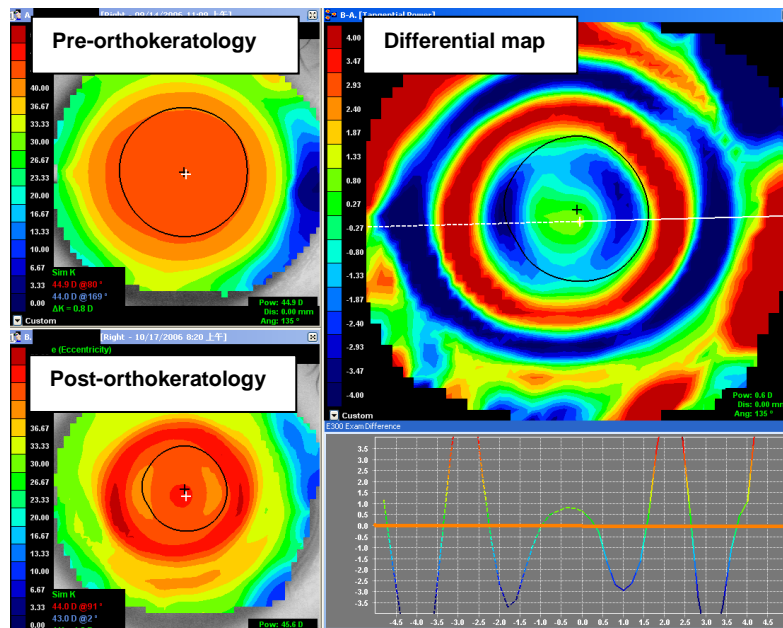 A. [Right - 09/14/2006 11:09 上午]
Pre-orthokeratology
40.00
36.67
33.33
30.00
26.67
23.33
20.00
16.67
13.33
10.00
6.67
3.33
0.00
Sim K
44.9 D @80 °
44.0 D @169 °
ΔK = 0.8 D
Custom
Pow: 44.9 D
Dis: 0.00 mm
Ang: 135 °
B. [Right - 10/17/2006 8:20 上午]
e (Eccentricity)
Post-orthokeratology
36.67
33.33
30.00
26.67
23.33
20.00
16.67
13.33
10.00
6.67
3.33
Sim K
44.0 D @91 °
43.0 D @2 °
Pow: 45.6 D
B-A. [Tangential Power]
Differential map
4.00
3.47
2.93
2.40
1.87
1.33
0.80
0.27
-0.27
-0.80
-1.33
-1.87
-2.40
-2.93
-3.47
-4.00
Custom
Pow: 0.6 D
Dis: 0.00 mm
Ang: 135 °
E300 Exam Difference
3.5
3.0
2.5
2.0
1.5
1.0
0.5
0.0
-0.5
-1.0
-1.5
-2.0
-2.5
-3.0
-3.5
-4.5 -4.0 -3.5 -3.0 -2.5 -2.0 -1.5 -1.0 -0.5 0.0 0.5 1.0 1.5 2.0 2.5 3.0 3.5 4.0 4.5